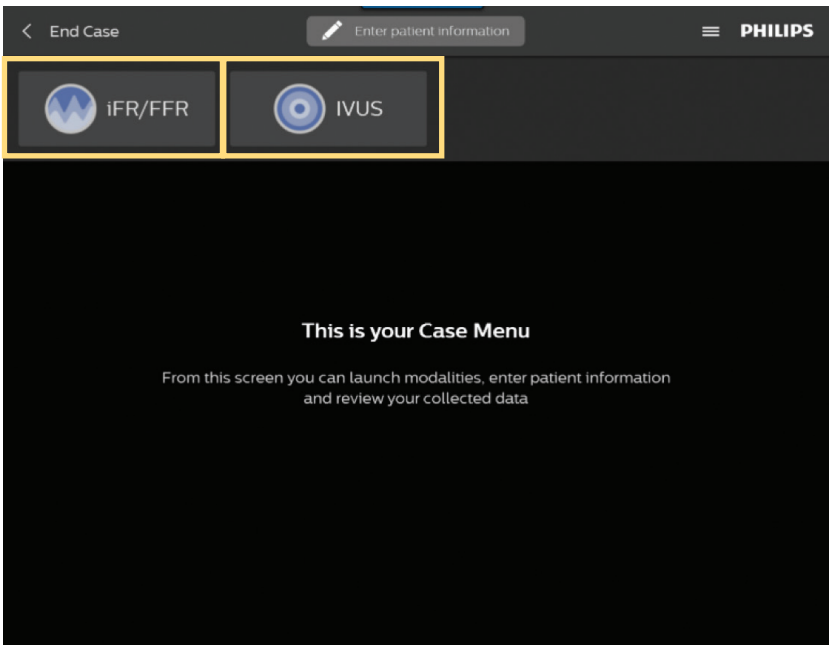 End Case
Enter patient information
PHILIPS
iFR/FFR
IVUS
This is your Case Menu
From this screen you can launch modalities, enter patient information
and review your collected data